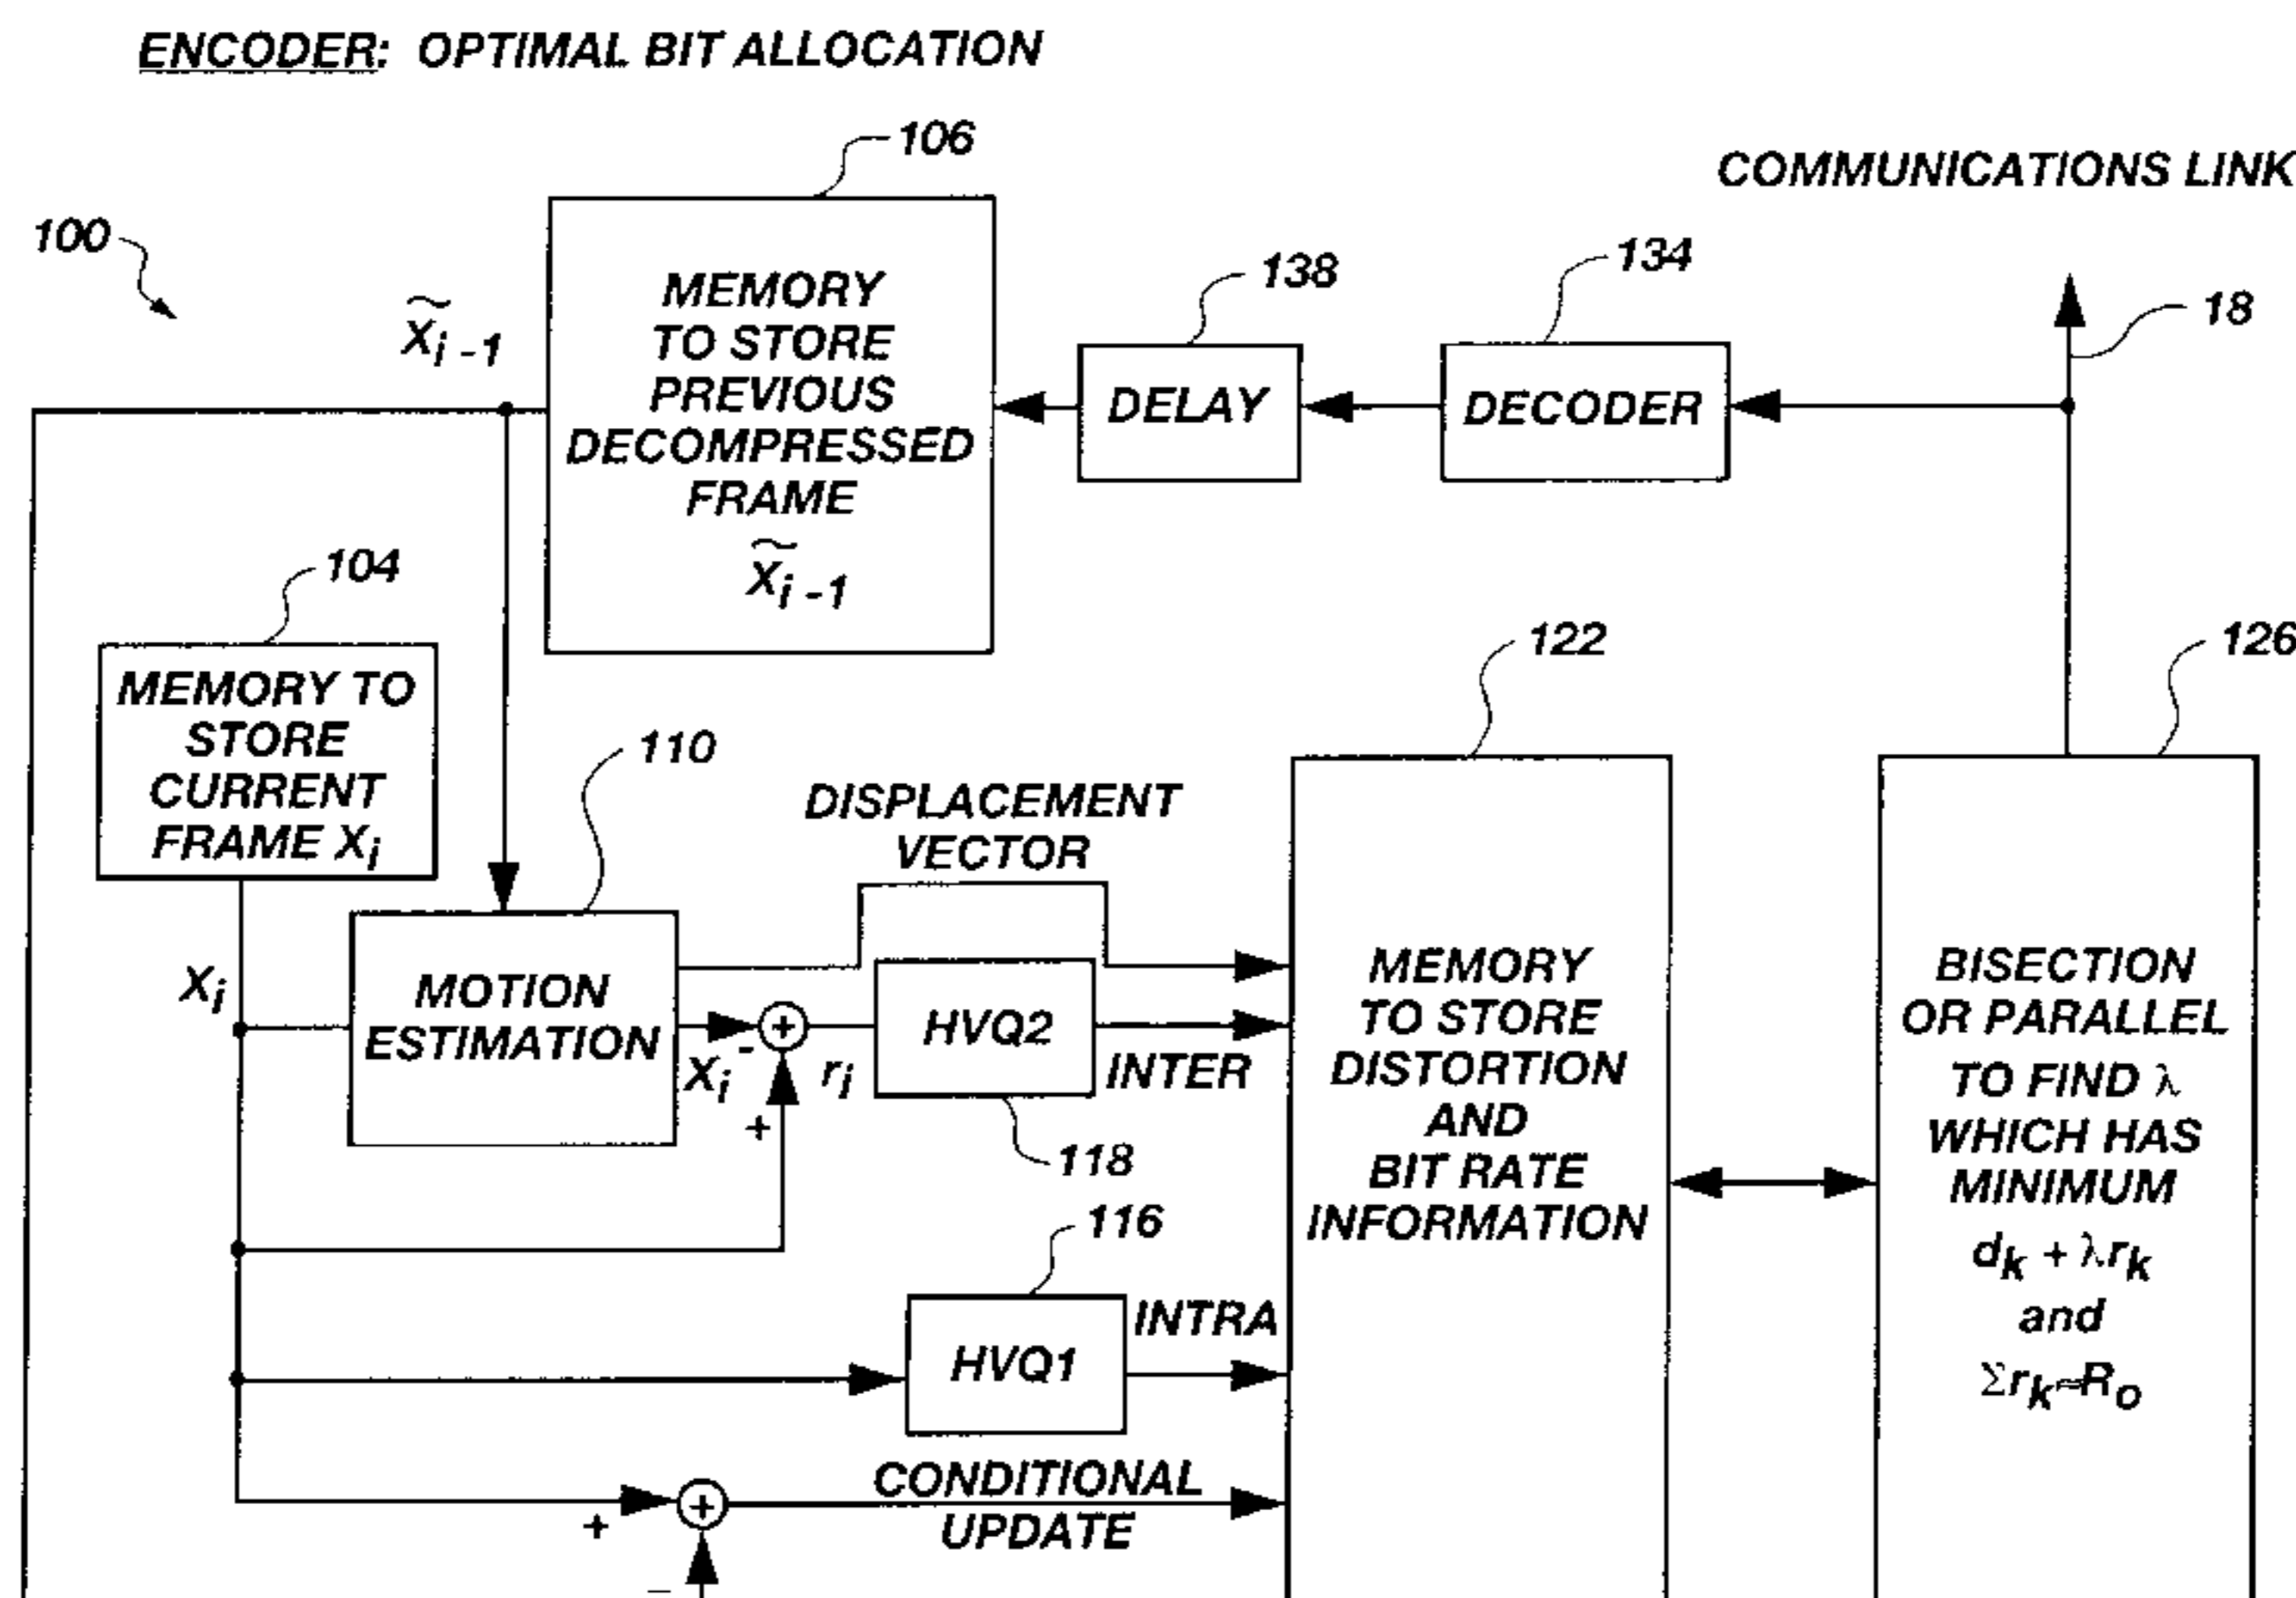 ENCODER: OPTIMAL BIT ALLOCATION
106
COMMUNICATIONS LINK
100
138
134
18
X̃i-1
MEMORY
TO STORE
PREVIOUS
DECOMPRESSED
FRAME
X̃i-1
DELAY
DECODER
104
MEMORY TO
STORE
CURRENT
FRAME Xi
122
126
110
DISPLACEMENT
VECTOR
Xi
MOTION
ESTIMATION
Xi
-
+
+
ri
HVQ2
INTER
118
MEMORY
TO STORE
DISTORTION
AND
BIT RATE
INFORMATION
BISECTION
OR PARALLEL
TO FIND λ
WHICH HAS
MINIMUM
dk + λrk
and
Σrk≈Ro
116
HVQ1
INTRA
+
+
CONDITIONAL
UPDATE
–